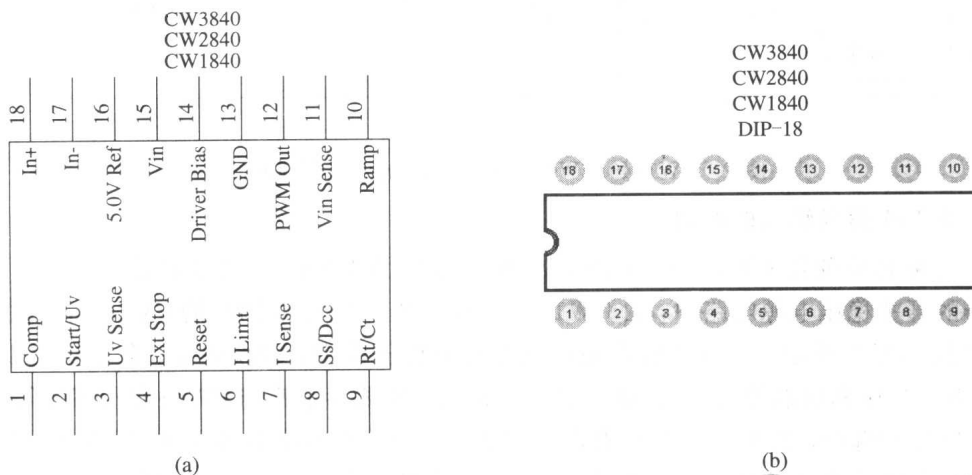 CW3840
CW2840
CW1840
18 17 16 15 14 13 12 11 10
In+ In- 5.0V Ref Vin Driver Bias GND PWM Out Vin Sense Ramp
Comp Start/Uv Uv Sense Ext Stop Reset I Limt I Sense Ss/Dcc Rt/Ct
1 2 3 4 5 6 7 8 9
(a)
CW3840
CW2840
CW1840
DIP-18
18 17 16 15 14 13 12 11 10
1 2 3 4 5 6 7 8 9
(b)